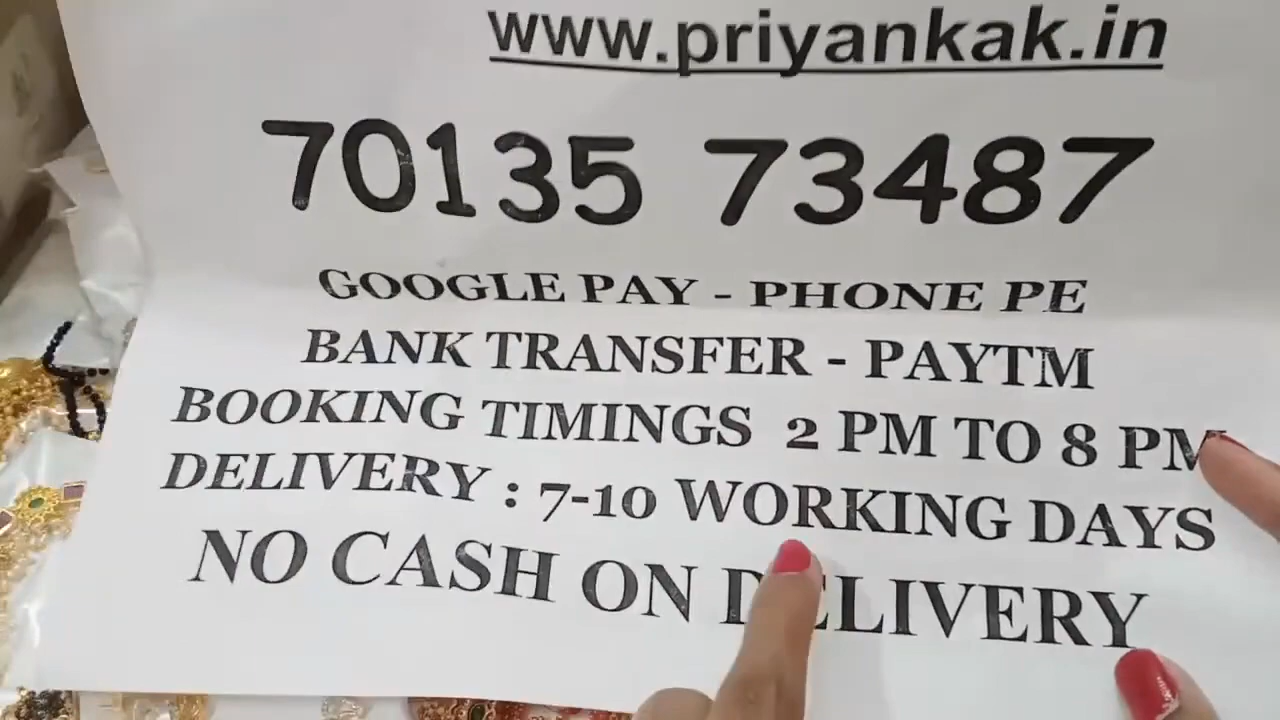 www.priyankak.in
70135 73487
GOOGLE PAY - PHONE PE
BANK TRANSFER - PAYTM
BOOKING TIMINGS 2 PM TO 8 PM
DELIVERY : 7-10 WORKING DAYS
NO CASH ON DELIVERY